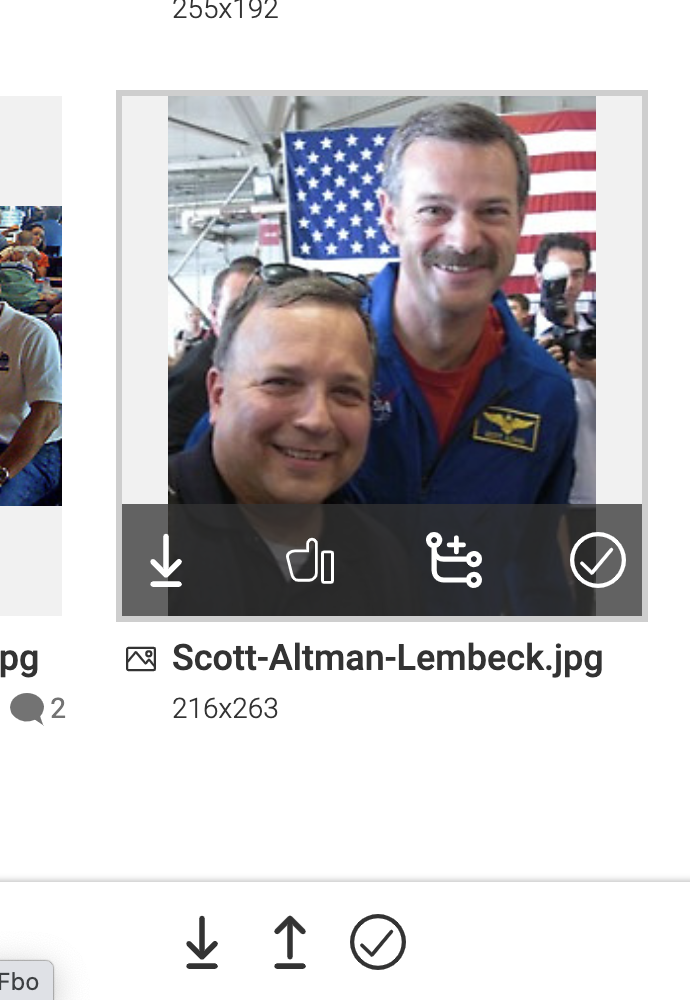 255x192
pg
2
Scott-Altman-Lembeck.jpg
216x263
Fbo